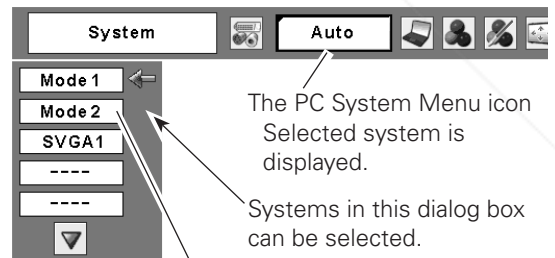 System
Auto
Mode 1
Mode 2
SVGA1
----
----
The PC System Menu icon
Selected system is
displayed.
Systems in this dialog box
can be selected.